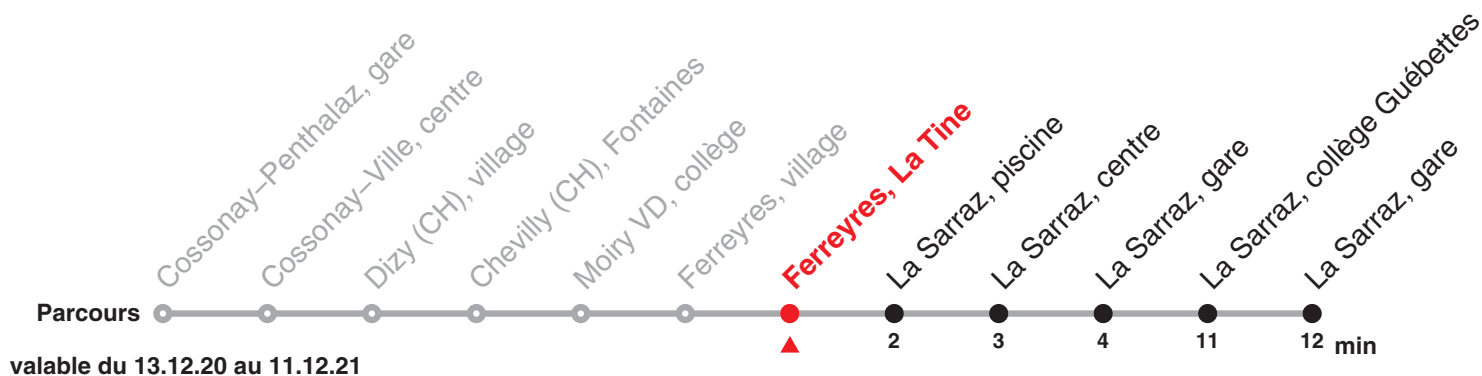 Cossonay–Penthalaz, gare
Cossonay–Ville, centre
Dizy (CH), village
Chevilly (CH), Fontaines
Moiry VD, collège
Ferreyres, village
Ferreyres, La Tine
La Sarraz, piscine
La Sarraz, centre
La Sarraz, gare
La Sarraz, collège Guébettes
La Sarraz, gare
Parcours
2 3 4 11 12 min
valable du 13.12.20 au 11.12.21